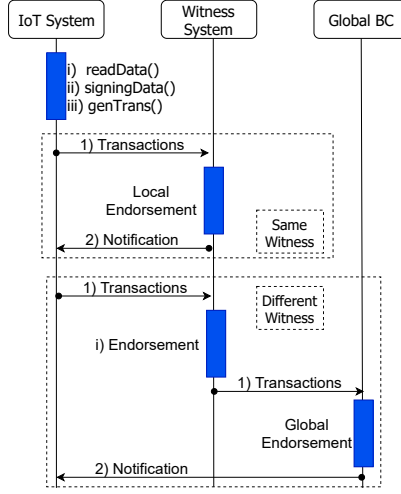 IoT System
Witness
System
Global BC
i) readData()
ii) signingData()
iii) genTrans()
1) Transactions
Local
Endorsement
Same
Witness
2) Notification
1) Transactions
Different
Witness
i) Endorsement
1) Transactions
Global
Endorsement
2) Notification